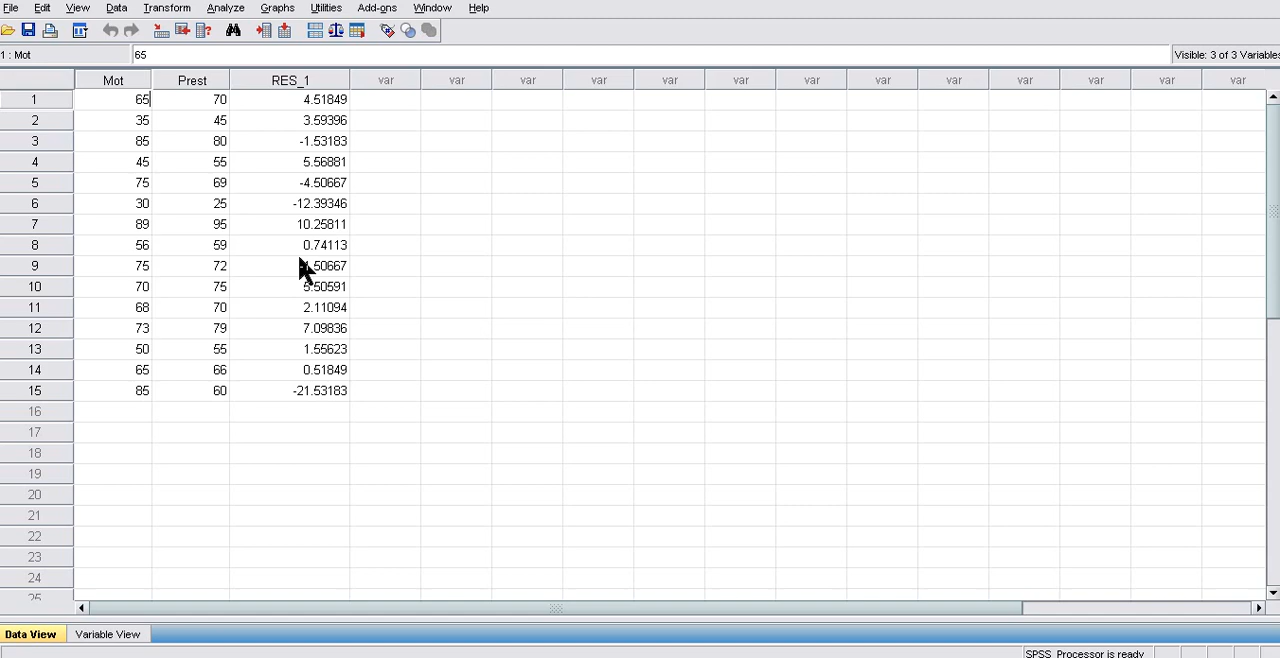 File Edit View Data Transform Analyze Graphs Utilities Add-ons Window Help
1 : Mot 65 Visible: 3 of 3 Variables
Mot Prest RES_1 var var var var var var var var var var var var var
1 65 70 4.51849
2 35 45 3.59396
3 85 80 -1.53183
4 45 55 5.56881
5 75 69 -4.50667
6 30 25 -12.39346
7 89 95 10.25811
8 56 59 0.74113
9 75 72
10 70 75 5.50591
11 68 70 2.11094
12 73 79 7.09836
13 50 55 1.55623
14 65 66 0.51849
15 85 60 -21.53183
16
17
18
19
20
21
22
23
24
25
Data View Variable View
SPSS Processor is ready